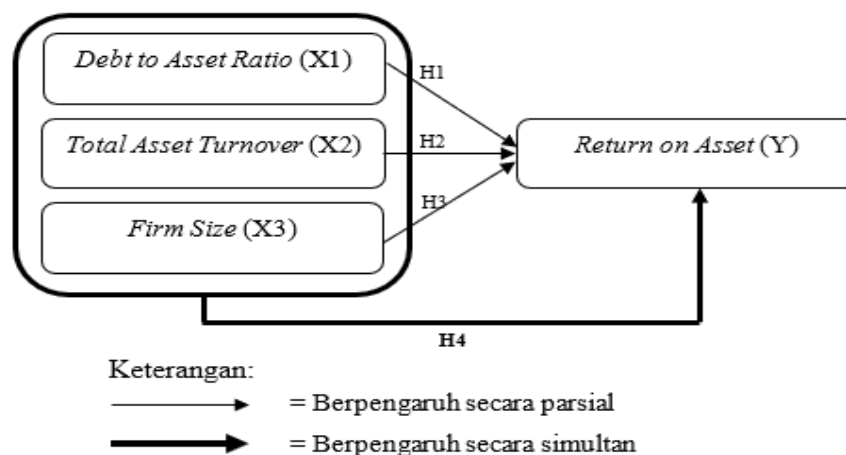 Debt to Asset Ratio (X1)
H1
Total Asset Turnover (X2)
H2
Return on Asset (Y)
H3
Firm Size (X3)
H4
Keterangan:
= Berpengaruh secara parsial
= Berpengaruh secara simultan